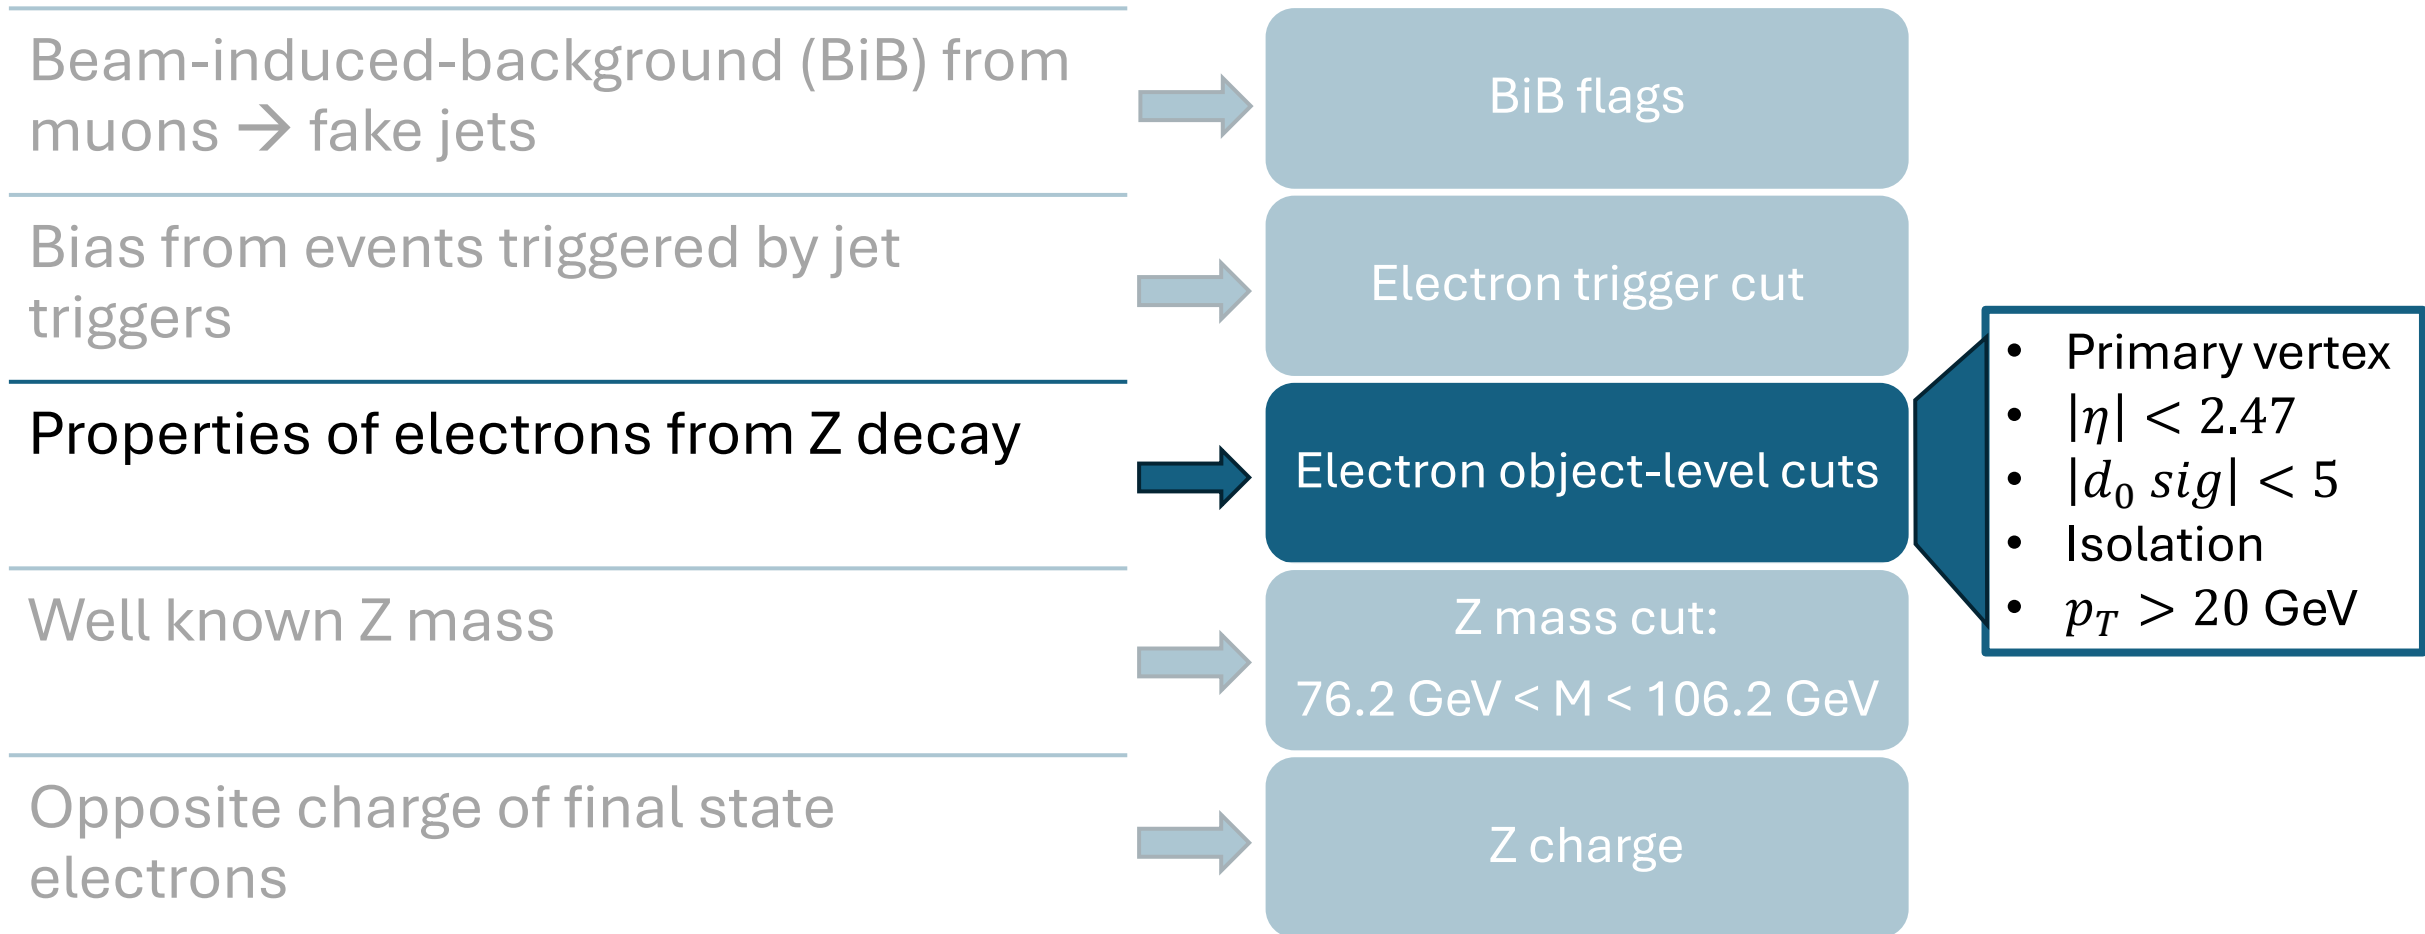 Beam-induced-background (BiB) from
muons → fake jets
BiB flags
Bias from events triggered by jet
triggers
Electron trigger cut
Properties of electrons from Z decay
Electron object-level cuts
• Primary vertex
• |η| < 2.47
• |d₀ sig| < 5
• Isolation
• p_T > 20 GeV
Well known Z mass
Z mass cut:
76.2 GeV < M < 106.2 GeV
Opposite charge of final state
electrons
Z charge